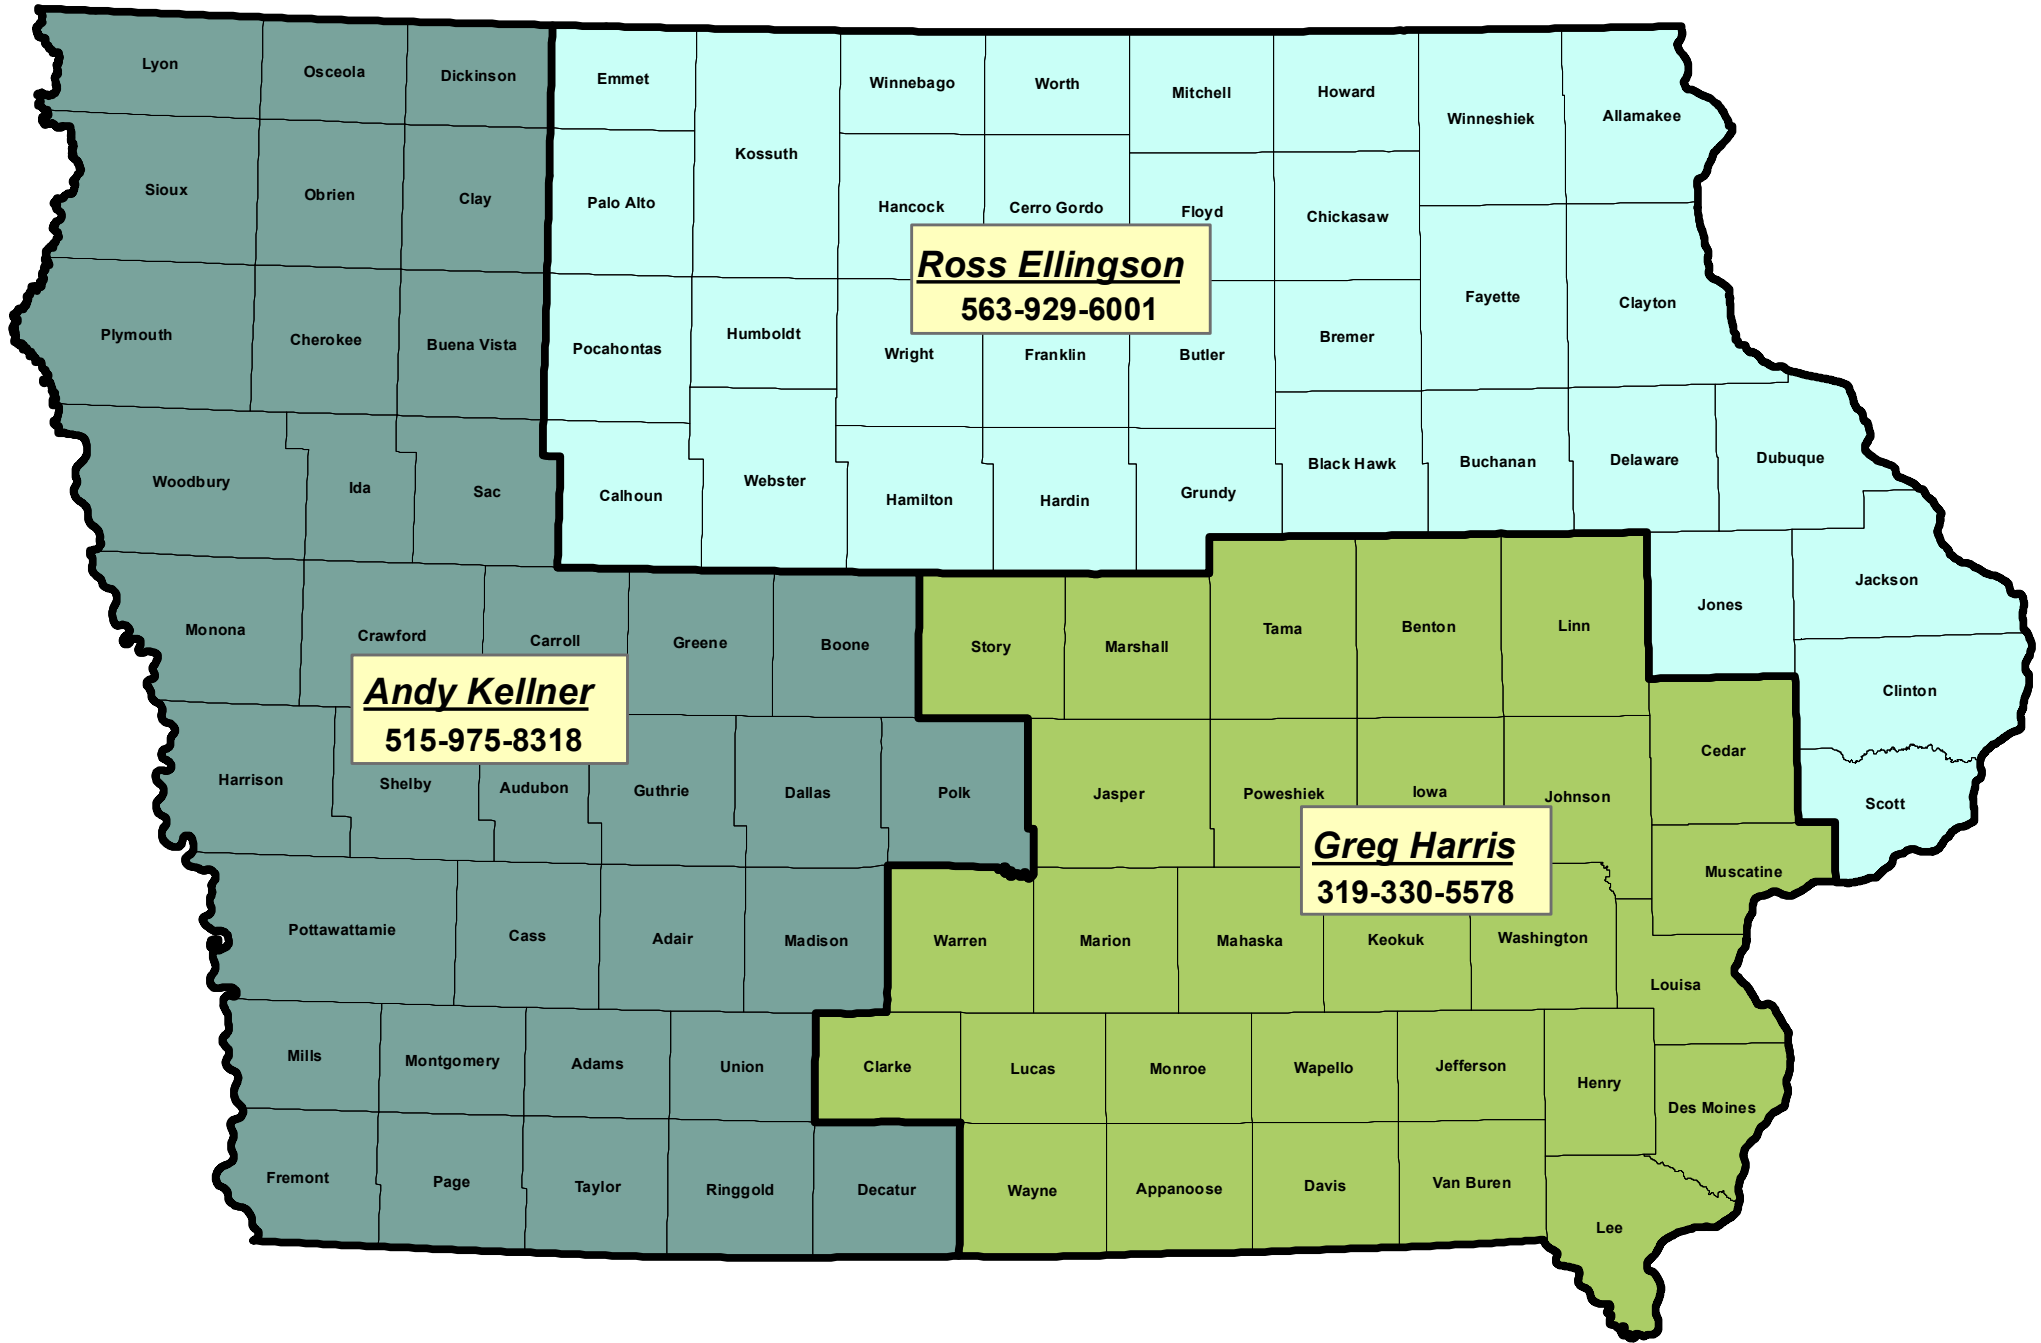 Lyon
Osceola
Dickinson
Emmet
Winnebago
Worth
Mitchell
Howard
Winneshiek
Allamakee
Kossuth
Sioux
Obrien
Clay
Palo Alto
Hancock
Cerro Gordo
Floyd
Chickasaw
Ross Ellingson
563-929-6001
Fayette
Clayton
Plymouth
Cherokee
Buena Vista
Pocahontas
Humboldt
Wright
Franklin
Butler
Bremer
Woodbury
Ida
Sac
Calhoun
Webster
Hamilton
Hardin
Grundy
Black Hawk
Buchanan
Delaware
Dubuque
Jackson
Jones
Monona
Crawford
Carroll
Greene
Boone
Story
Marshall
Tama
Benton
Linn
Clinton
Andy Kellner
515-975-8318
Cedar
Harrison
Shelby
Audubon
Guthrie
Dallas
Polk
Jasper
Poweshiek
Iowa
Johnson
Scott
Greg Harris
319-330-5578
Muscatine
Pottawattamie
Cass
Adair
Madison
Warren
Marion
Mahaska
Keokuk
Washington
Louisa
Mills
Montgomery
Adams
Union
Clarke
Lucas
Monroe
Wapello
Jefferson
Henry
Des Moines
Fremont
Page
Taylor
Ringgold
Decatur
Wayne
Appanoose
Davis
Van Buren
Lee